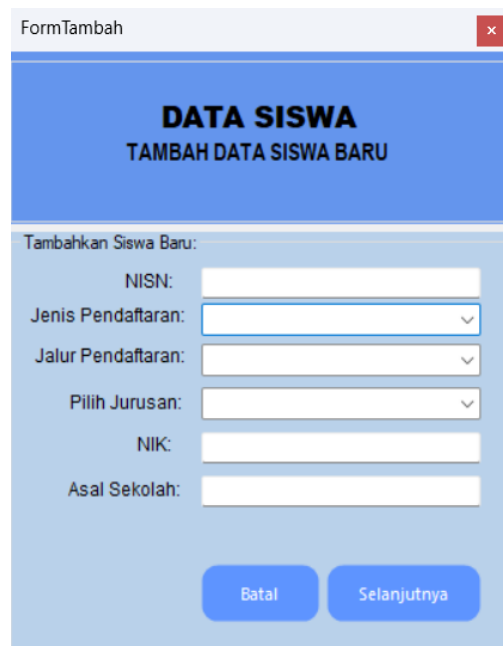 FormTambah
DATA SISWA
TAMBAH DATA SISWA BARU
Tambahkan Siswa Baru:
NISN:
Jenis Pendaftaran:
Jalur Pendaftaran:
Pilih Jurusan:
NIK:
Asal Sekolah:
Batal Selanjutnya